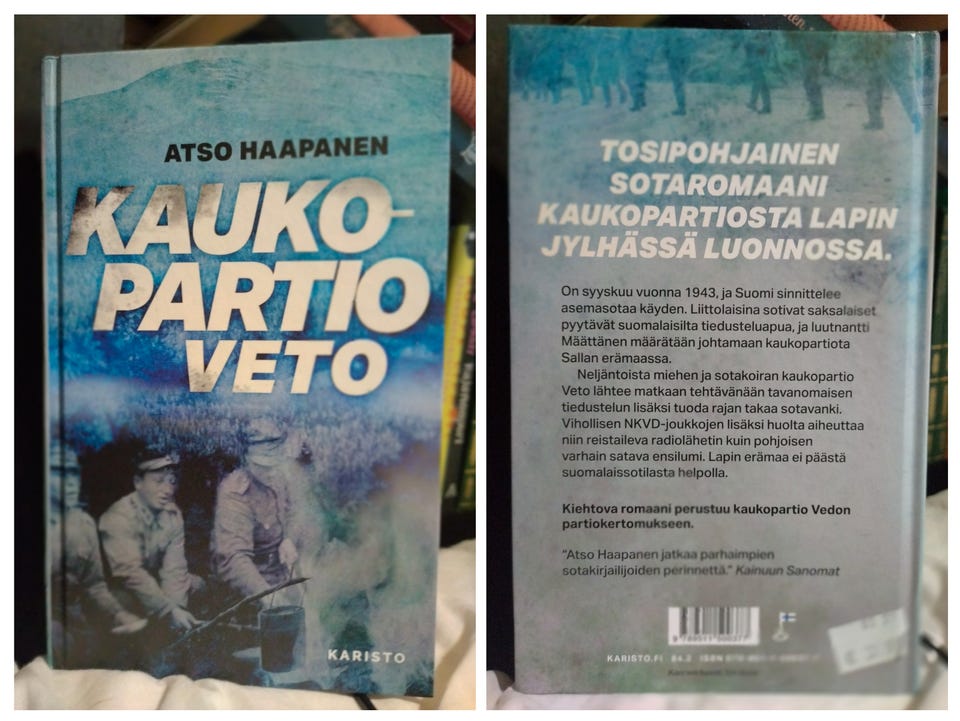 ATSO HAAPANEN
KAUKO-
PARTIO
VETO
KARISTO
TOSIPOHJAINEN
SOTAROMAANI
KAUKOPARTIOSTA LAPIN
JYLHÄSSÄ LUONNOSSA.
On syyskuu vuonna 1943, ja Suomi sinnittelee
asemasotaa käyden. Liittolaisina sotivat saksalaiset
pyytävät suomalaisilta tiedusteluapua, ja luutnantti
Määttänen määrätään johtamaan kaukopartiota
Sallan erämaassa.
Neljäntoista miehen ja sotakoiran kaukopartio
Veto lähtee matkaan tehtävänään tavanomaisen
tiedustelun lisäksi tuoda rajan takaa sotavanki.
Vihollisen NKVD-joukkojen lisäksi huolta aiheuttaa
niin reistaileva radiolähetin kuin pohjoisen
varhain satava ensilumi. Lapin erämaa ei päästä
suomalaissotilasta helpolla.
Kiehtova romaani perustuu kaukopartio Vedon
partiokertomukseen.
"Atso Haapanen jatkaa parhaimpien
sotakirjailijoiden perinnettä." Kainuun Sanomat
9 789511 500377
KARISTO.FI 84.2 ISBN